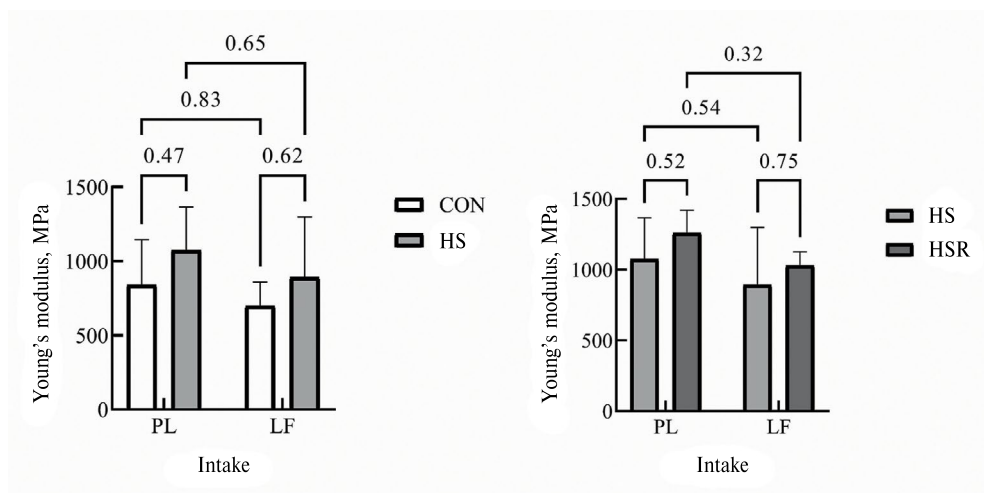 0.65
0.83
0.47
0.62
1500
1000
500
0
Young's modulus, MPa
PL
LF
Intake
CON
HS
0.32
0.54
0.52
0.75
1500
1000
500
0
Young's modulus, MPa
PL
LF
Intake
HS
HSR